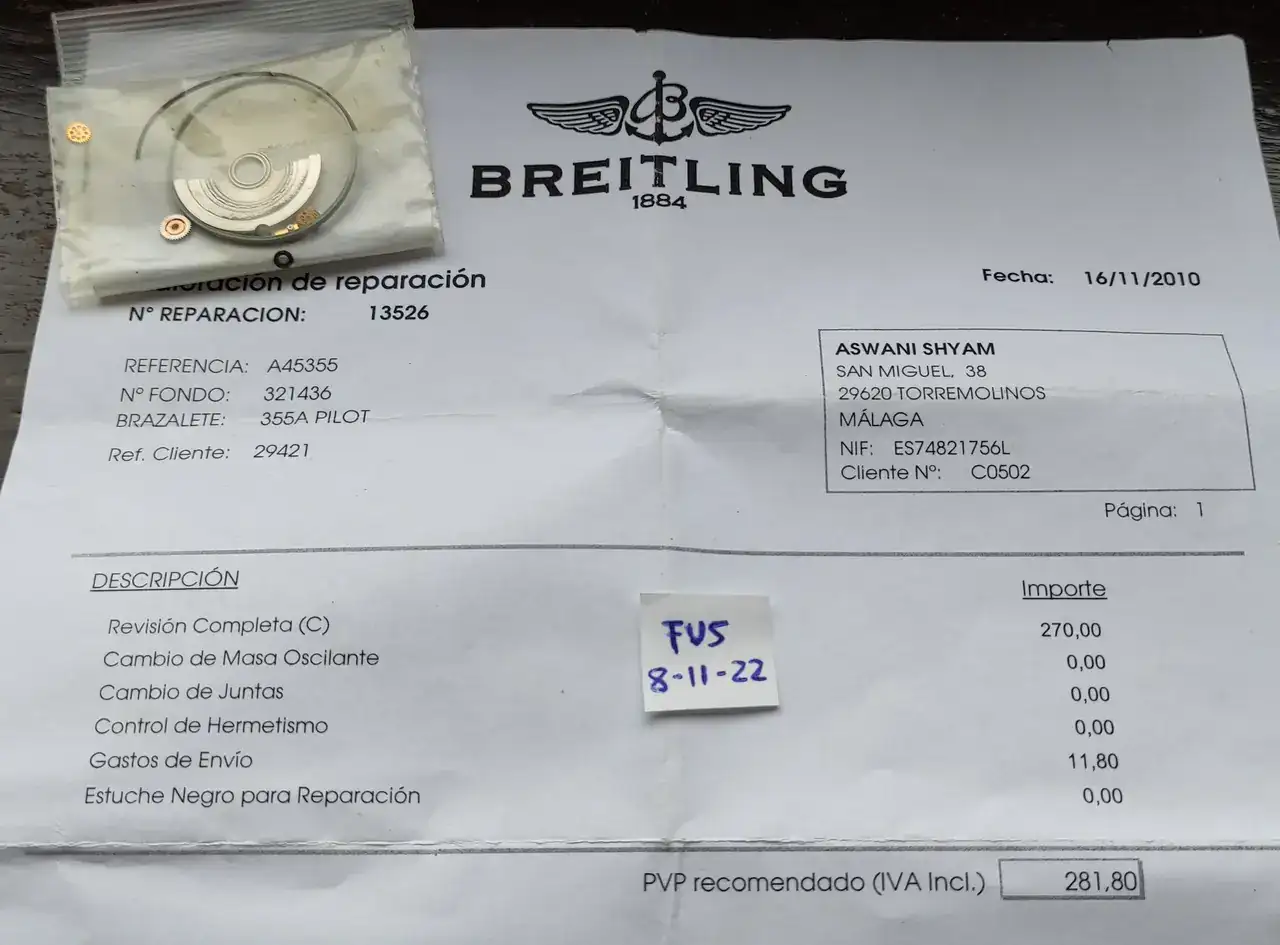 B
BREITLING
1884
oración de reparación
Fecha: 16/11/2010
Nº REPARACION: 13526
REFERENCIA: A45355
Nº FONDO: 321436
BRAZALETE: 355A PILOT
Ref. Cliente: 29421
ASWANI SHYAM
SAN MIGUEL, 38
29620 TORREMOLINOS
MÁLAGA
NIF: ES74821756L
Cliente Nº: C0502
Página: 1
DESCRIPCIÓN Importe
Revisión Completa (C) 270,00
Cambio de Masa Oscilante 0,00
Cambio de Juntas 0,00
Control de Hermetismo 0,00
Gastos de Envío 11,80
Estuche Negro para Reparación 0,00
FUS
8-11-22
PVP recomendado (IVA Incl.) 281,80